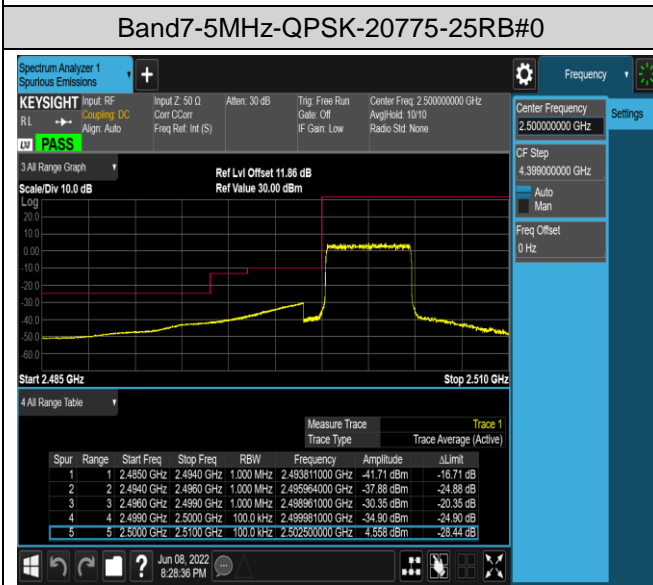 Band7-5MHz-QPSK-20775-25RB#0
Spectrum Analyzer 1
Spurious Emissions
Frequency
KEYSIGHT Input: RF Input Z: 50 Ω Atten: 30 dB Trig: Free Run Center Freq: 2.500000000 GHz
RL Coupling: DC Corr CCorr Gate: Off Avg|Hold: 10/10
Align: Auto Freq Ref: Int (S) IF Gain: Low Radio Std: None
LXI PASS
Center Frequency
2.500000000 GHz
Settings
CF Step
4.399000000 GHz
Auto
Man
Freq Offset
0 Hz
3 All Range Graph
Ref Lvl Offset 11.86 dB
Scale/Div 10.0 dB Ref Value 30.00 dBm
Log
20.0
10.0
0.00
-10.0
-20.0
-30.0
-40.0
-50.0
-60.0
Start 2.485 GHz Stop 2.510 GHz
4 All Range Table
Measure Trace Trace 1
Trace Type Trace Average (Active)
Spur Range Start Freq Stop Freq RBW Frequency Amplitude ΔLimit
1 1 2.4850 GHz 2.4940 GHz 1.000 MHz 2.493811000 GHz -41.71 dBm -16.71 dB
2 2 2.4940 GHz 2.4960 GHz 1.000 MHz 2.495964000 GHz -37.88 dBm -24.88 dB
3 3 2.4960 GHz 2.4990 GHz 1.000 MHz 2.498961000 GHz -30.35 dBm -20.35 dB
4 4 2.4990 GHz 2.5000 GHz 100.0 kHz 2.499981000 GHz -34.90 dBm -24.90 dB
5 5 2.5000 GHz 2.5100 GHz 100.0 kHz 2.502500000 GHz 4.558 dBm -28.44 dB
Jun 08, 2022
8:28:36 PM